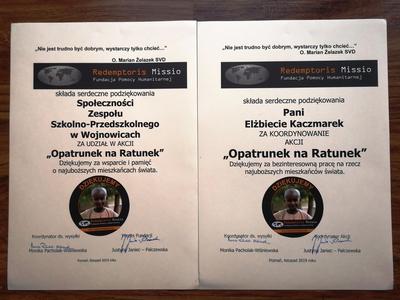 „Nie jest trudno być dobrym, wystarczy tylko chcieć..."
O. Marian Żelazek SVD
Redemptoris Missio
Fundacja Pomocy Humanitarnej
składa serdeczne podziękowania
Społeczności
Zespołu
Szkolno-Przedszkolnego
w Wojnowicach
ZA UDZIAŁ W AKCJI
„Opatrunek na Ratunek"
Dziękujemy za wsparcie i pamięć
o najuboższych mieszkańcach świata.
DZIĘKUJEMY
Koordynator ds. wysyłki
Prezes Fundacji
Monika Pacholak-Wiśniewska
Justyna Janiec – Palczewska
Poznań, listopad 2019 roku
„Nie jest trudno być dobrym, wystarczy tylko chcieć..."
O. Marian Żelazek SVD
Redemptoris Missio
Fundacja Pomocy Humanitarnej
składa serdeczne podziękowania
Pani
Elżbiecie Kaczmarek
ZA KOORDYNOWANIE
AKCJI
„Opatrunek na Ratunek"
Dziękujemy za bezinteresowną pracę na rzecz
najuboższych mieszkańców świata.
DZIĘKUJEMY
Koordynator ds. wysyłki
Koordynator Akcji
Monika Pacholak-Wiśniewska
Justyna Janiec – Palczewska
Poznań, listopad 2019 roku